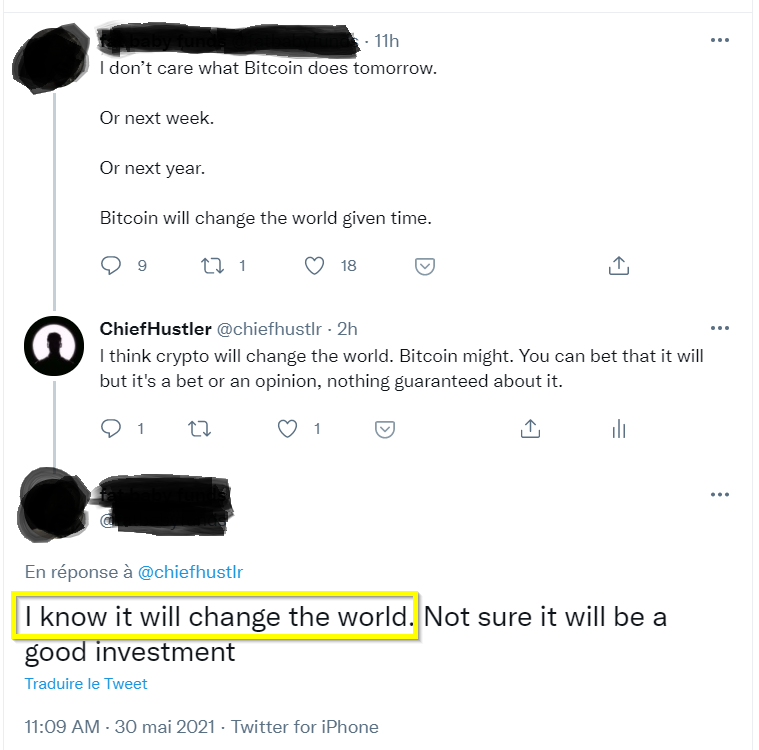 · 11h
I don’t care what Bitcoin does tomorrow.
Or next week.
Or next year.
Bitcoin will change the world given time.
9 1 18
ChiefHustler @chiefhustlr · 2h
I think crypto will change the world. Bitcoin might. You can bet that it will
but it's a bet or an opinion, nothing guaranteed about it.
1 1
@
En réponse à @chiefhustlr
I know it will change the world. Not sure it will be a
good investment
Traduire le Tweet
11:09 AM · 30 mai 2021 · Twitter for iPhone